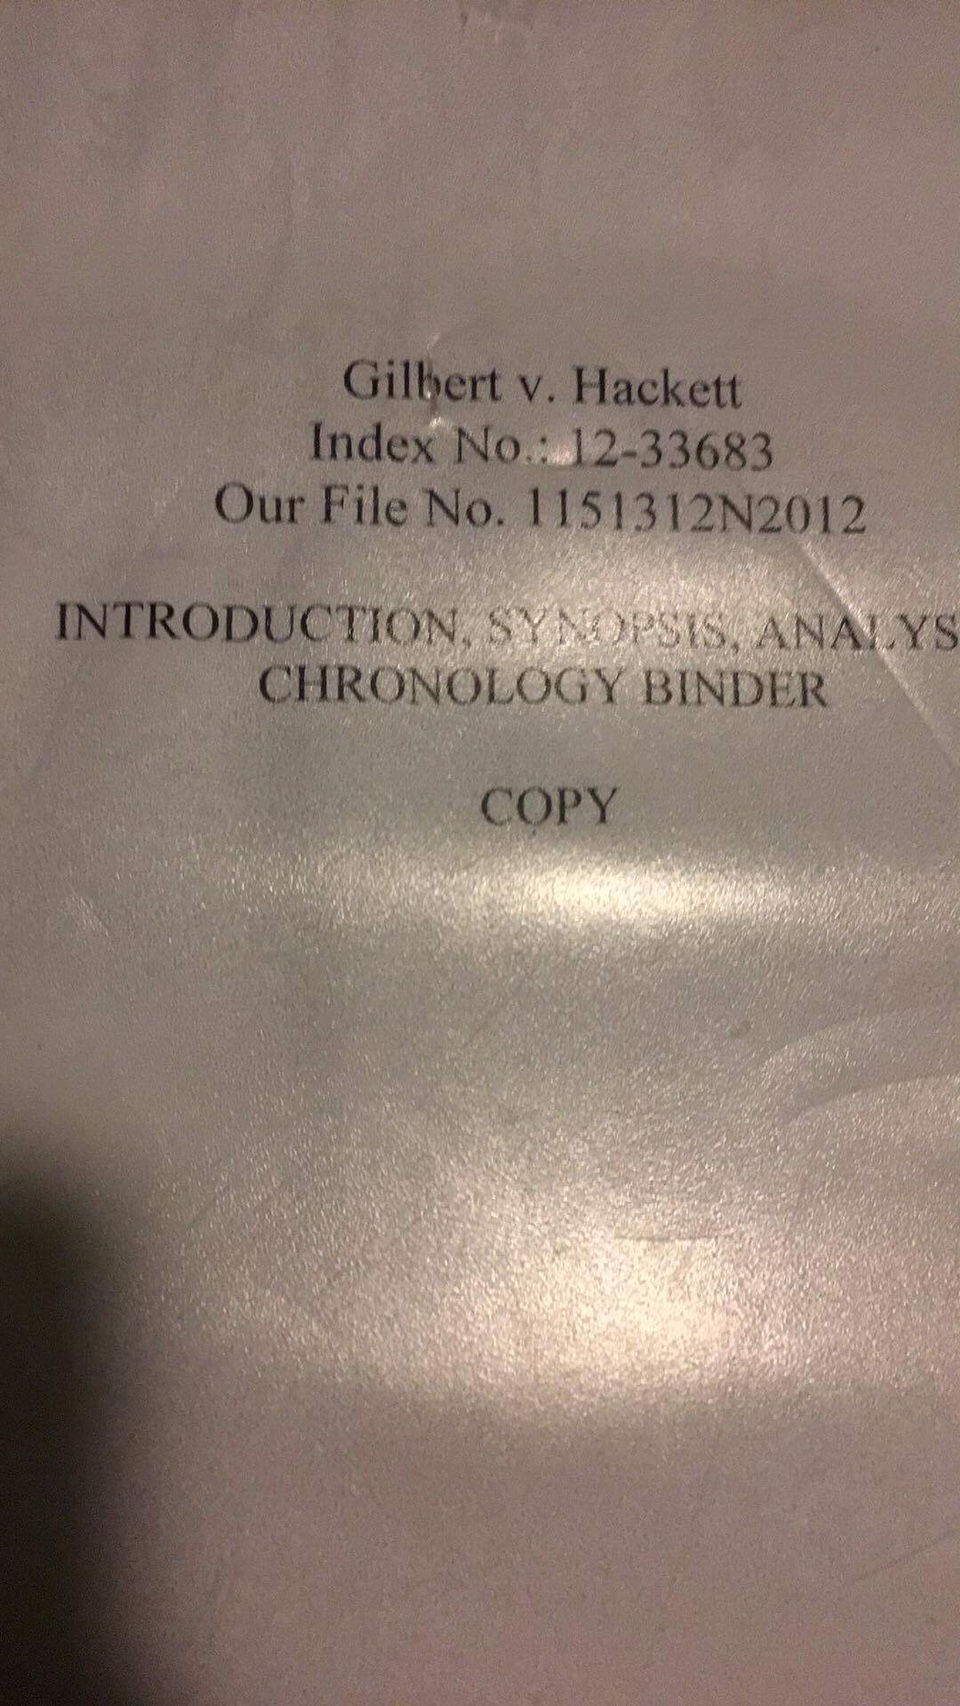 Gilbert v. Hackett
Index No.: 12-33683
Our File No. 1151312N2012
INTRODUCTION, SYNOPSIS, ANALYS
CHRONOLOGY BINDER
COPY